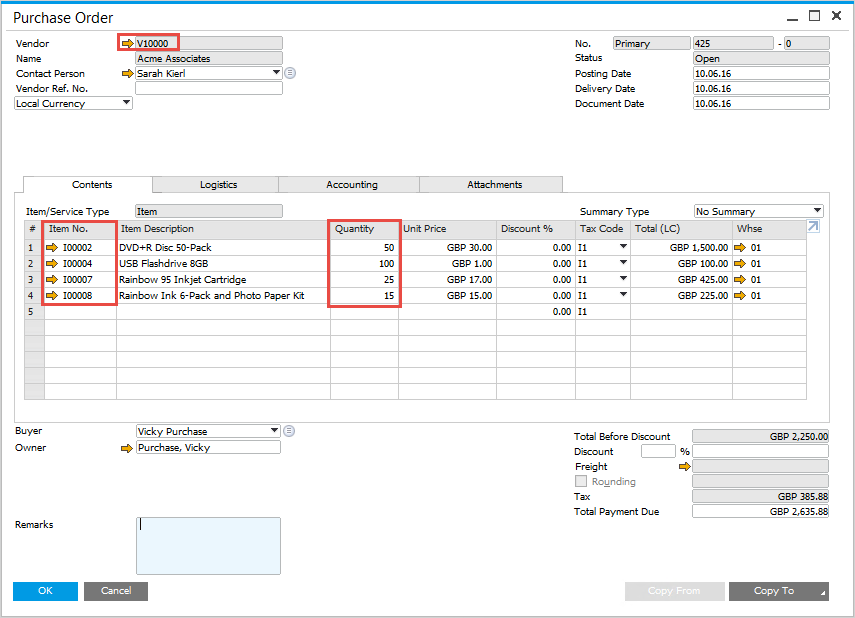 Purchase Order
Vendor V10000 No. Primary 425 - 0
Name Acme Associates Status Open
Contact Person Sarah Kierl Posting Date 10.06.16
Vendor Ref. No. Delivery Date 10.06.16
Local Currency Document Date 10.06.16
Contents Logistics Accounting Attachments
Item/Service Type Item Summary Type No Summary
# Item No. Item Description Quantity Unit Price Discount % Tax Code Total (LC) Whse
1 I00002 DVD+R Disc 50-Pack 50 GBP 30.00 0.00 I1 GBP 1,500.00 01
2 I00004 USB Flashdrive 8GB 100 GBP 1.00 0.00 I1 GBP 100.00 01
3 I00007 Rainbow 95 Inkjet Cartridge 25 GBP 17.00 0.00 I1 GBP 425.00 01
4 I00008 Rainbow Ink 6-Pack and Photo Paper Kit 15 GBP 15.00 0.00 I1 GBP 225.00 01
5 0.00 I1
Buyer Vicky Purchase Total Before Discount GBP 2,250.00
Owner Purchase, Vicky Discount %
Freight
Rounding
Tax GBP 385.88
Total Payment Due GBP 2,635.88
Remarks
OK Cancel Copy From Copy To